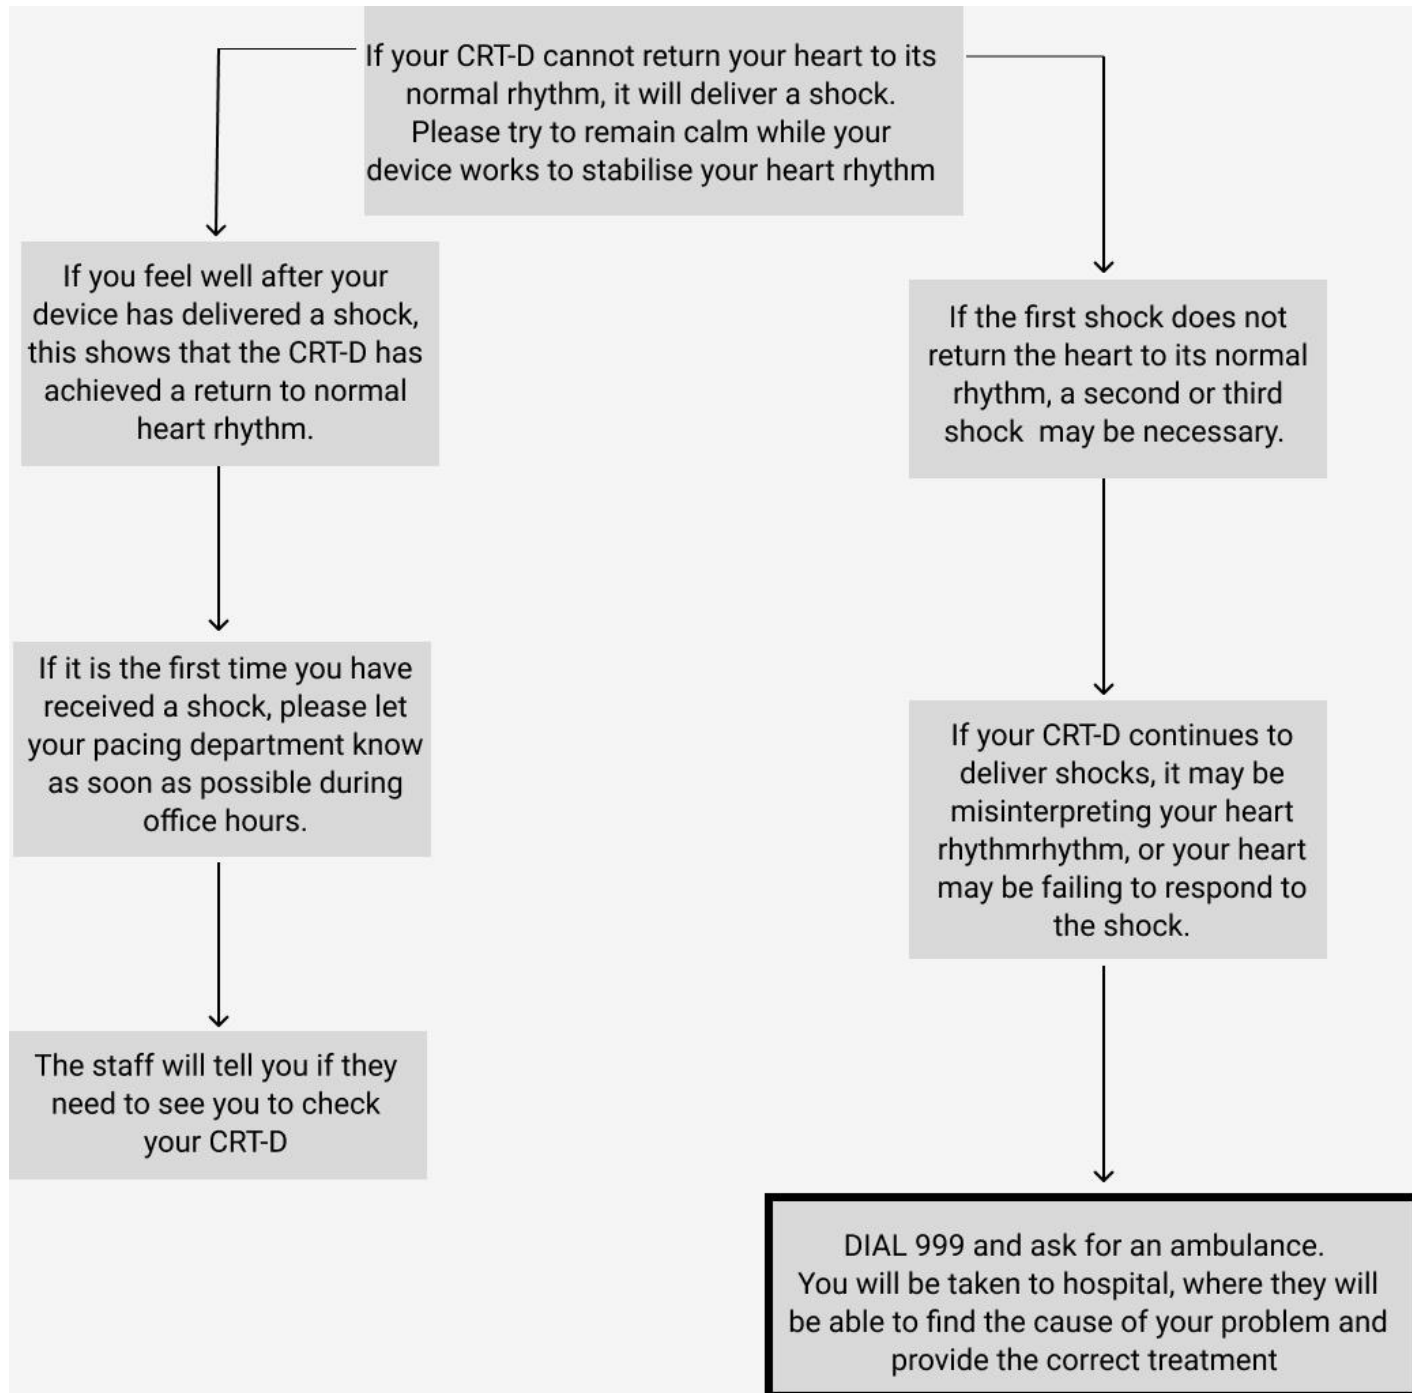 If your CRT-D cannot return your heart to its
normal rhythm, it will deliver a shock.
Please try to remain calm while your
device works to stabilise your heart rhythm
If you feel well after your
device has delivered a shock,
this shows that the CRT-D has
achieved a return to normal
heart rhythm.
If it is the first time you have
received a shock, please let
your pacing department know
as soon as possible during
office hours.
The staff will tell you if they
need to see you to check
your CRT-D
If the first shock does not
return the heart to its normal
rhythm, a second or third
shock  may be necessary.
If your CRT-D continues to
deliver shocks, it may be
misinterpreting your heart
rhythmrhythm, or your heart
may be failing to respond to
the shock.
DIAL 999 and ask for an ambulance.
You will be taken to hospital, where they will
be able to find the cause of your problem and
provide the correct treatment